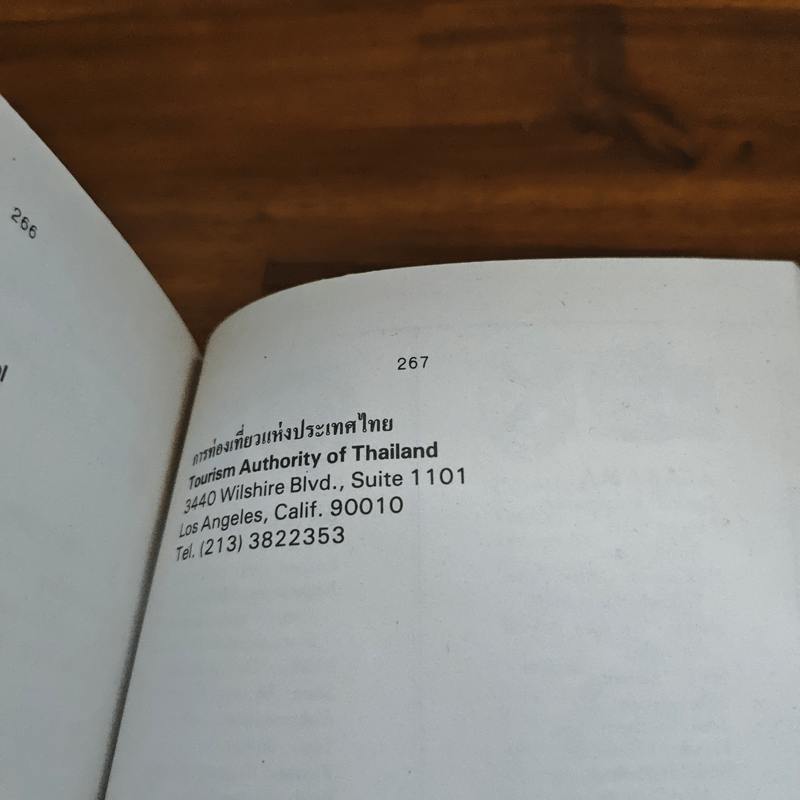 266
267
การท่องเที่ยวแห่งประเทศไทย
Tourism Authority of Thailand
3440 Wilshire Blvd., Suite 1101
Los Angeles, Calif. 90010
Tel. (213) 3822353